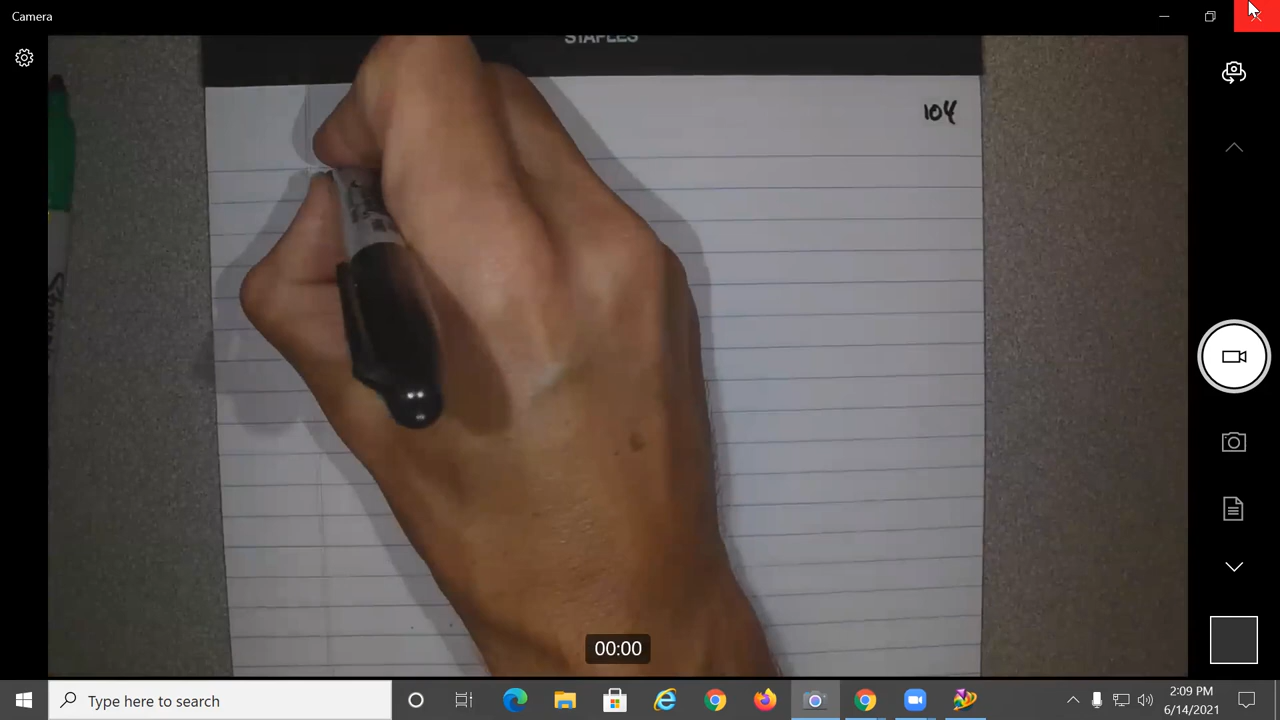 Camera
STAPLES
104
00:00
Type here to search
2:09 PM
6/14/2021